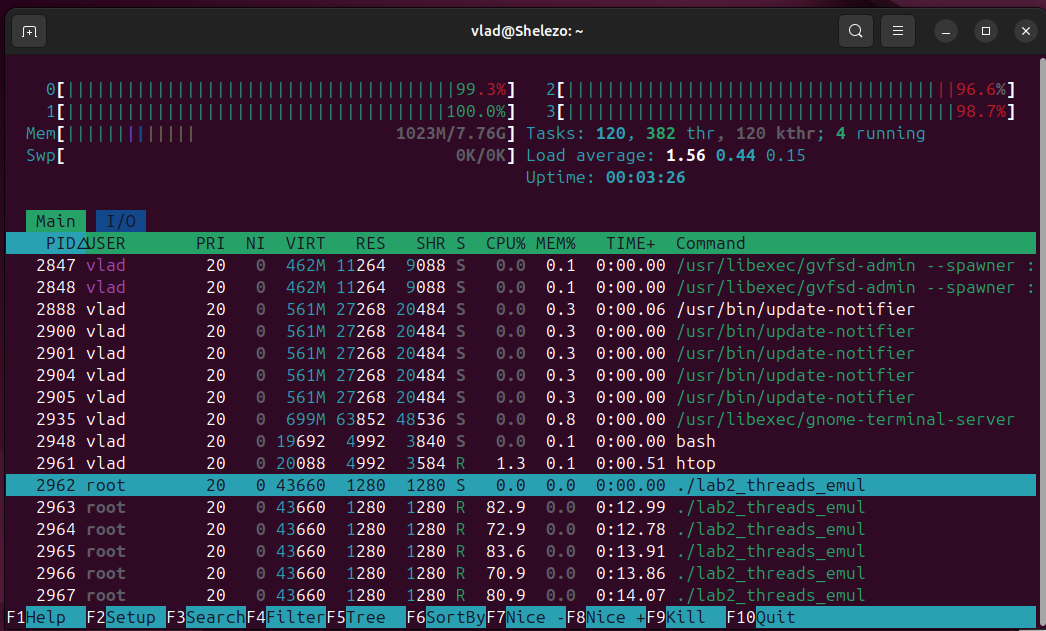 vlad@Shelezo: ~
0[||||||||||||||||||||||||||||||||||||||||99.3%] 2[||||||||||||||||||||||||||||||||||||||||96.6%]
1[|||||||||||||||||||||||||||||||||||||||100.0%] 3[||||||||||||||||||||||||||||||||||||||||98.7%]
Mem[||||||||||||| 1023M/7.76G] Tasks: 120, 382 thr, 120 kthr; 4 running
Swp[ 0K/0K] Load average: 1.56 0.44 0.15
Uptime: 00:03:26
Main I/O
PID△USER PRI NI VIRT RES SHR S CPU% MEM% TIME+ Command
2847 vlad 20 0 462M 11264 9088 S 0.0 0.1 0:00.00 /usr/libexec/gvfsd-admin --spawner :
2848 vlad 20 0 462M 11264 9088 S 0.0 0.1 0:00.00 /usr/libexec/gvfsd-admin --spawner :
2888 vlad 20 0 561M 27268 20484 S 0.0 0.3 0:00.06 /usr/bin/update-notifier
2900 vlad 20 0 561M 27268 20484 S 0.0 0.3 0:00.00 /usr/bin/update-notifier
2901 vlad 20 0 561M 27268 20484 S 0.0 0.3 0:00.00 /usr/bin/update-notifier
2904 vlad 20 0 561M 27268 20484 S 0.0 0.3 0:00.00 /usr/bin/update-notifier
2905 vlad 20 0 561M 27268 20484 S 0.0 0.3 0:00.00 /usr/bin/update-notifier
2935 vlad 20 0 699M 63852 48536 S 0.0 0.8 0:00.00 /usr/libexec/gnome-terminal-server
2948 vlad 20 0 19692 4992 3840 S 0.0 0.1 0:00.00 bash
2961 vlad 20 0 20088 4992 3584 R 1.3 0.1 0:00.51 htop
2962 root 20 0 43660 1280 1280 S 0.0 0.0 0:00.00 ./lab2_threads_emul
2963 root 20 0 43660 1280 1280 R 82.9 0.0 0:12.99 ./lab2_threads_emul
2964 root 20 0 43660 1280 1280 R 72.9 0.0 0:12.78 ./lab2_threads_emul
2965 root 20 0 43660 1280 1280 R 83.6 0.0 0:13.91 ./lab2_threads_emul
2966 root 20 0 43660 1280 1280 R 70.9 0.0 0:13.86 ./lab2_threads_emul
2967 root 20 0 43660 1280 1280 R 80.9 0.0 0:14.07 ./lab2_threads_emul
F1Help F2Setup F3SearchF4FilterF5Tree F6SortByF7Nice -F8Nice +F9Kill F10Quit